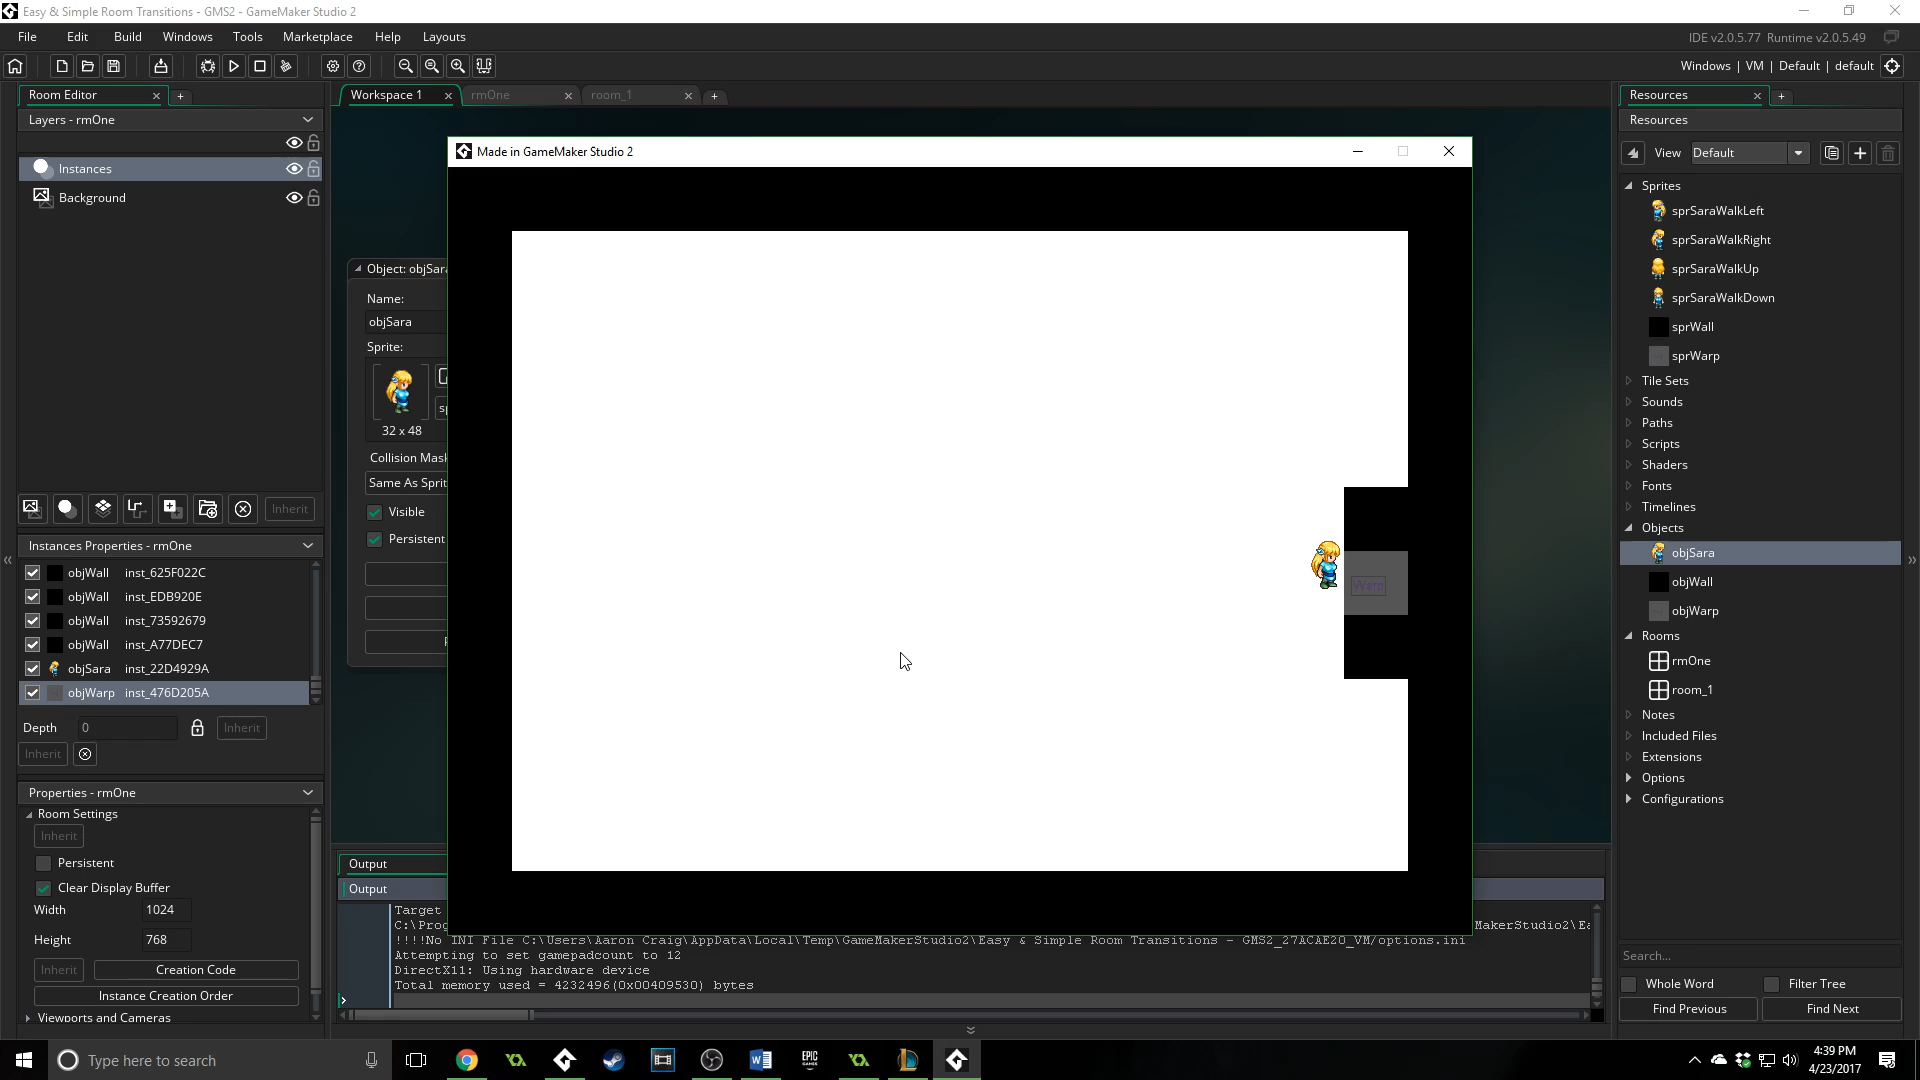 Easy & Simple Room Transitions - GMS2 - GameMaker Studio 2
File Edit Build Windows Tools Marketplace Help Layouts
IDE v2.0.5.77 Runtime v2.0.5.49
Windows | VM | Default | default
Room Editor
Layers - rmOne
Instances
Background
Inherit
Instances Properties - rmOne
objWall inst_625F022C
objWall inst_EDB920E
objWall inst_73592679
objWall inst_A77DEC7
objSara inst_22D4929A
objWarp inst_476D205A
Depth 0 Inherit
Inherit
Properties - rmOne
Room Settings
Inherit
Persistent
Clear Display Buffer
Width 1024
Height 768
Inherit Creation Code
Instance Creation Order
Viewports and Cameras
Workspace 1 rmOne room_1
Object: objSara
Name:
objSara
Sprite:
32 x 48
Collision Mask
Same As Sprit
Visible
Persistent
Made in GameMaker Studio 2
Warp
Output
Output
Target
C:\Prog MakerStudio2\Ea
!!!!No INI File C:\Users\Aaron Craig\AppData\Local\Temp\GameMakerStudio2\Easy & Simple Room Transitions - GMS2_27ACAE20_VM/options.ini
Attempting to set gamepadcount to 12
DirectX11: Using hardware device
Total memory used = 4232496(0x00409530) bytes
Resources
Resources
View Default
Sprites
sprSaraWalkLeft
sprSaraWalkRight
sprSaraWalkUp
sprSaraWalkDown
sprWall
sprWarp
Tile Sets
Sounds
Paths
Scripts
Shaders
Fonts
Timelines
Objects
objSara
objWall
objWarp
Rooms
rmOne
room_1
Notes
Included Files
Extensions
Options
Configurations
Search...
Whole Word Filter Tree
Find Previous Find Next
Type here to search
EPIC GAMES
4:39 PM
4/23/2017